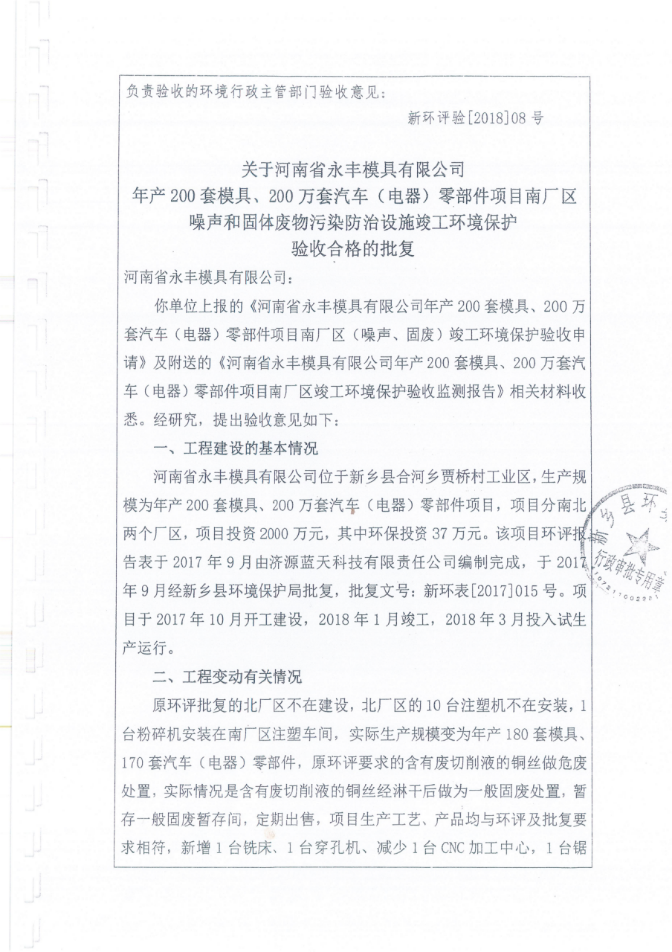 负责验收的环境行政主管部门验收意见：
新环评验[2018]08 号
关于河南省永丰模具有限公司
年产 200 套模具、200 万套汽车（电器）零部件项目南厂区
噪声和固体废物污染防治设施竣工环境保护
验收合格的批复
河南省永丰模具有限公司：
你单位上报的《河南省永丰模具有限公司年产 200 套模具、200 万
套汽车（电器）零部件项目南厂区（噪声、固废）竣工环境保护验收申
请》及附送的《河南省永丰模具有限公司年产 200 套模具、200 万套汽
车（电器）零部件项目南厂区竣工环境保护验收监测报告》相关材料收
悉。经研究，提出验收意见如下：
一、工程建设的基本情况
河南省永丰模具有限公司位于新乡县合河乡贾桥村工业区，生产规
模为年产 200 套模具、200 万套汽车（电器）零部件项目，项目分南北
两个厂区，项目投资 2000 万元，其中环保投资 37 万元。该项目环评报
告表于 2017 年 9 月由济源蓝天科技有限责任公司编制完成，于 2017
年 9 月经新乡县环境保护局批复，批复文号：新环表[2017]015 号。项
目于 2017 年 10 月开工建设，2018 年 1 月竣工，2018 年 3 月投入试生
产运行。
二、工程变动有关情况
原环评批复的北厂区不在建设，北厂区的 10 台注塑机不在安装，1
台粉碎机安装在南厂区注塑车间，实际生产规模变为年产 180 套模具、
170 套汽车（电器）零部件，原环评要求的含有废切削液的铜丝做危废
处置，实际情况是含有废切削液的铜丝经淋干后做为一般固废处置，暂
存一般固废暂存间，定期出售，项目生产工艺、产品均与环评及批复要
求相符，新增 1 台铣床、1 台穿孔机、减少 1 台 CNC 加工中心，1 台锯
新乡县环
行政审批专用章